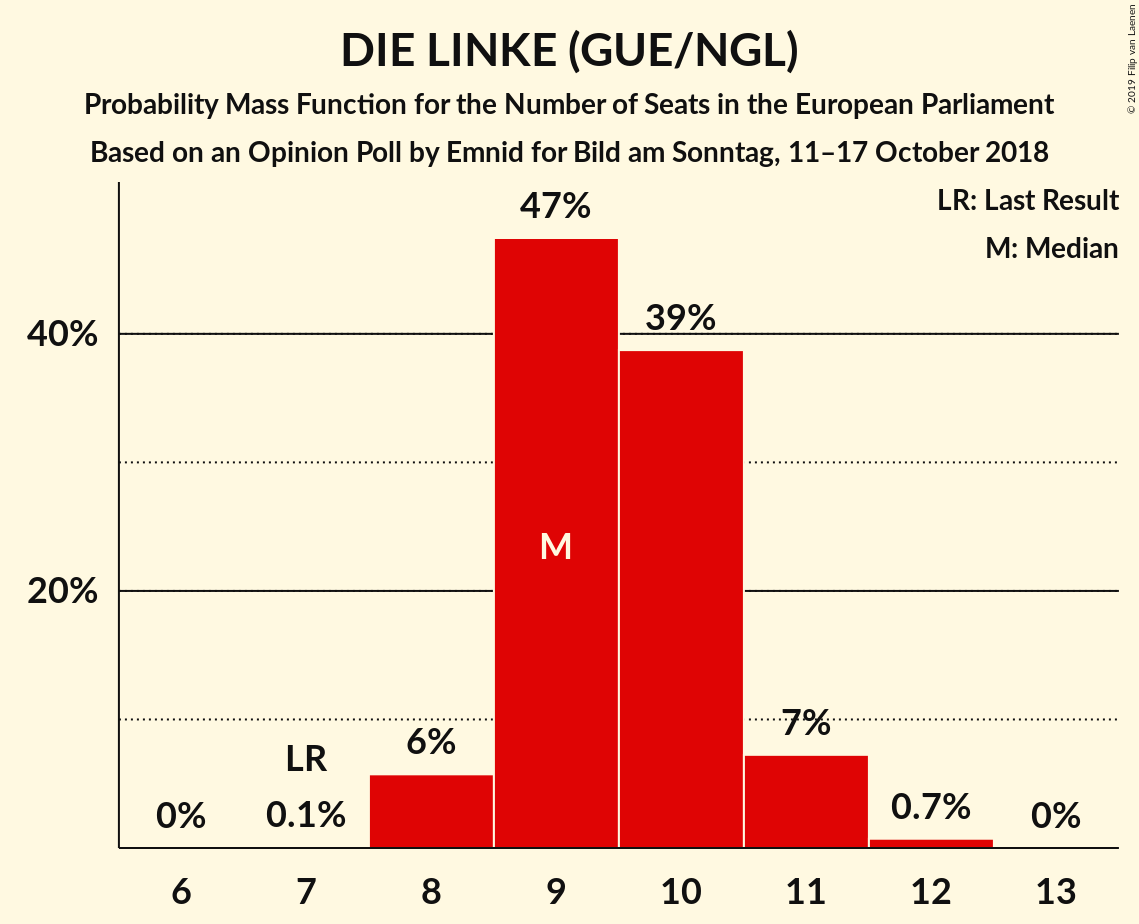 DIE LINKE (GUE/NGL)
Probability Mass Function for the Number of Seats in the European Parliament
Based on an Opinion Poll by Emnid for Bild am Sonntag, 11–17 October 2018
© 2019 Filip van Laenen
LR: Last Result
M: Median
47%
39%
40%
M
20%
7%
6%
LR
0.7%
0%
0.1%
0%
6 7 8 9 10 11 12 13